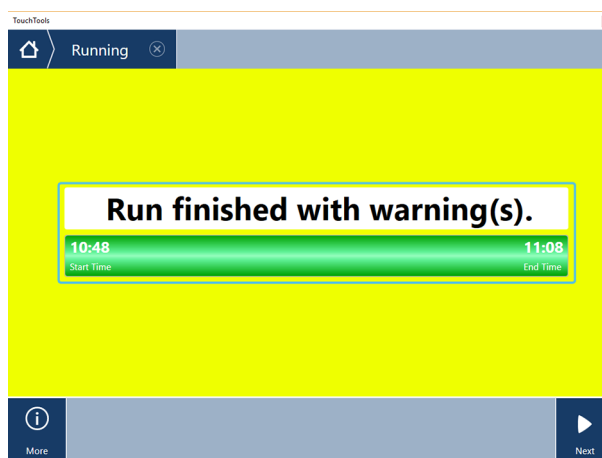 TouchTools
Running
Run finished with warning(s).
10:48 11:08
Start Time End Time
More Next